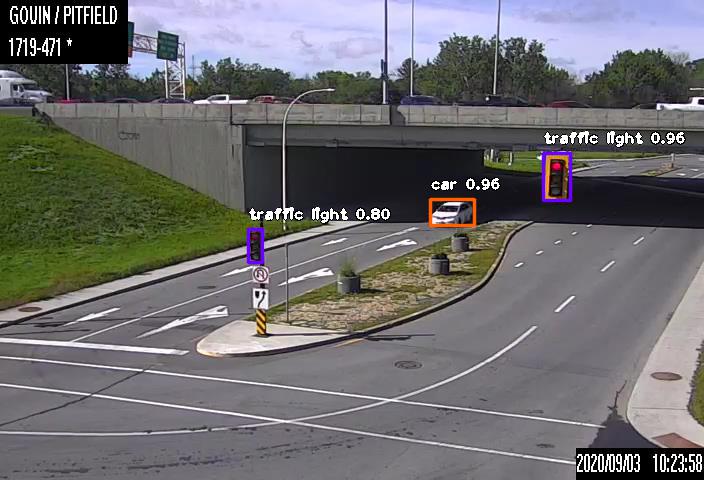 GOUIN / PITFIELD
1719-471 *
traffic light 0.96
car 0.96
traffic light 0.80
2020/09/03 10:23:58